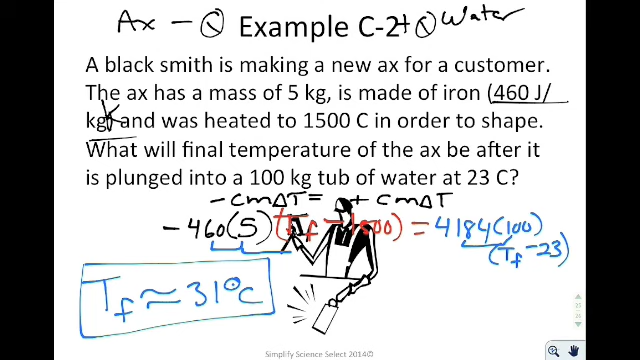 Ax - Q Example C-2 + Q Water
A black smith is making a new ax for a customer.
The ax has a mass of 5 kg, is made of iron (460 J/
kgK and was heated to 1500 C in order to shape.
What will final temperature of the ax be after it
is plunged into a 100 kg tub of water at 23 C?
- cm∆T = + cm∆T
- 460(5)(Tf - 1500) = 4184(100)
(Tf - 23)
Tf ≈ 31°C
Simplify Science Select 2014©